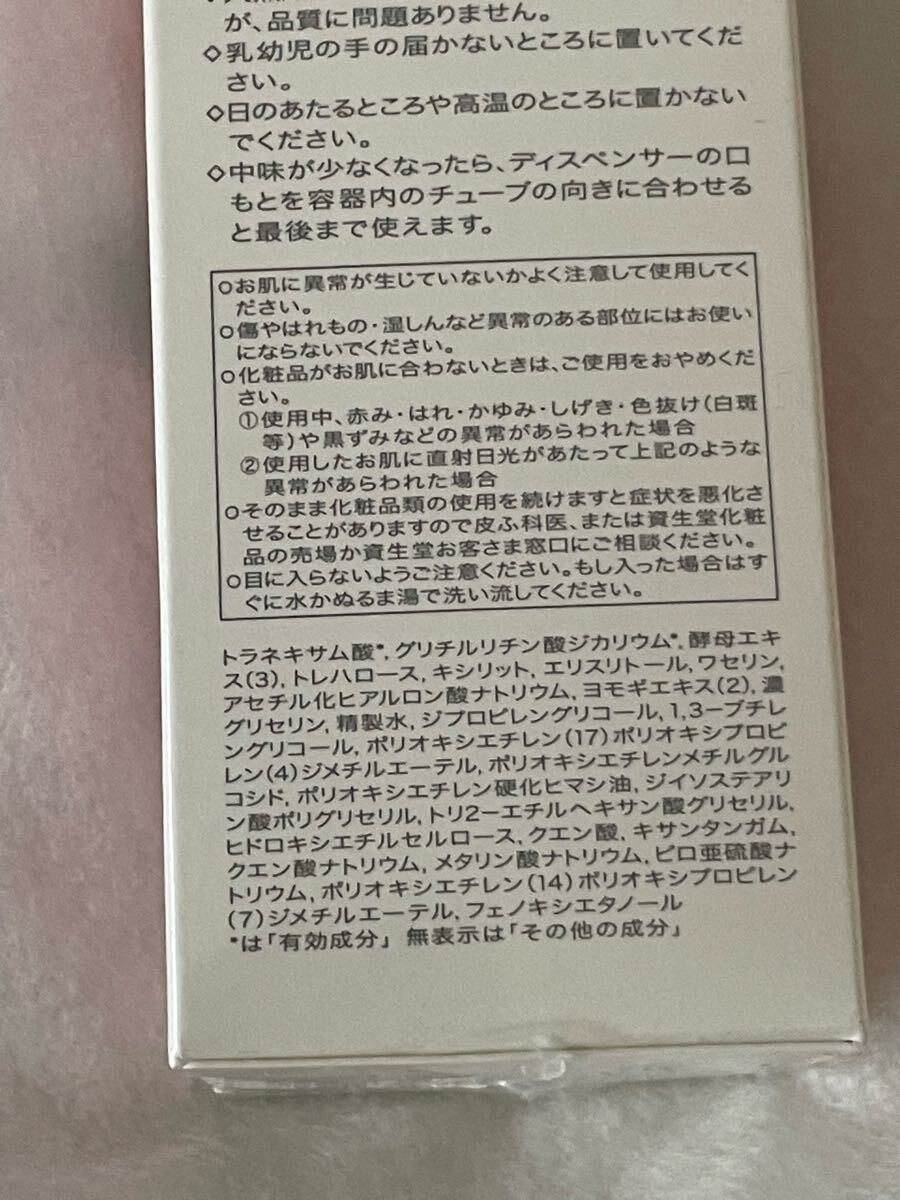 が、品質に問題ありません。
◇乳幼児の手の届かないところに置いてくだ
さい。
◇日のあたるところや高温のところに置かない
でください。
◇中味が少なくなったら、ディスペンサーの口
もとを容器内のチューブの向きに合わせる
と最後まで使えます。
○お肌に異常が生じていないかよく注意して使用してく
ださい。
○傷やはれもの・湿しんなど異常のある部位にはお使い
にならないでください。
○化粧品がお肌に合わないときは、ご使用をおやめくだ
さい。
①使用中、赤み・はれ・かゆみ・しげき・色抜け（白斑
等）や黒ずみなどの異常があらわれた場合
②使用したお肌に直射日光があたって上記のような
異常があらわれた場合
○そのまま化粧品類の使用を続けますと症状を悪化さ
せることがありますので皮ふ科医、または資生堂化粧
品の売場か資生堂お客さま窓口にご相談ください。
○目に入らないようご注意ください。もし入った場合はす
ぐに水かぬるま湯で洗い流してください。
トラネキサム酸*, グリチルリチン酸ジカリウム*, 酵母エキ
ス（3）, トレハロース, キシリット, エリスリトール, ワセリン,
アセチル化ヒアルロン酸ナトリウム, ヨモギエキス（2）, 濃
グリセリン, 精製水, ジプロピレングリコール, 1,3ーブチレ
ングリコール, ポリオキシエチレン（17）ポリオキシプロピ
レン（4）ジメチルエーテル, ポリオキシエチレンメチルグル
コシド, ポリオキシエチレン硬化ヒマシ油, ジイソステアリ
ン酸ポリグリセリル, トリ2ーエチルヘキサン酸グリセリル,
ヒドロキシエチルセルロース, クエン酸, キサンタンガム,
クエン酸ナトリウム, メタリン酸ナトリウム, ピロ亜硫酸ナ
トリウム, ポリオキシエチレン（14）ポリオキシプロピレン
（7）ジメチルエーテル, フェノキシエタノール
*は「有効成分」 無表示は「その他の成分」